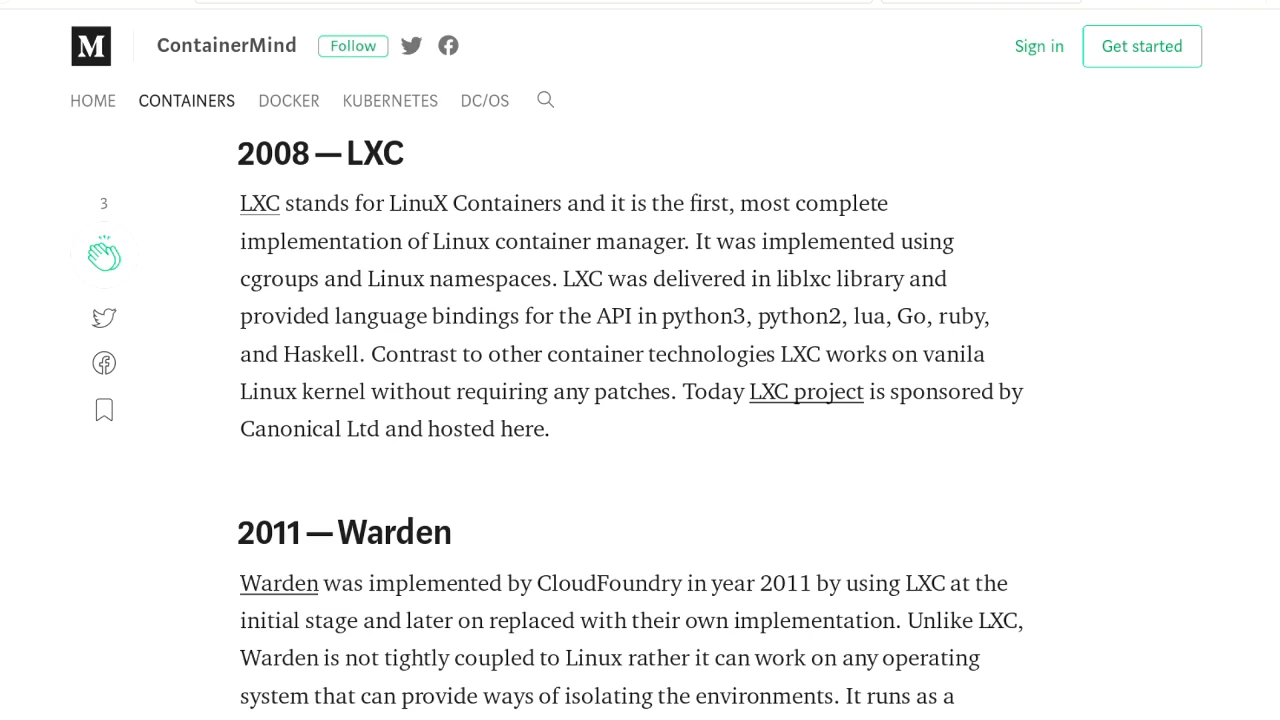 M
ContainerMind
Follow
Sign in
Get started
HOME CONTAINERS DOCKER KUBERNETES DC/OS
2008 — LXC
3
LXC stands for LinuX Containers and it is the first, most complete
implementation of Linux container manager. It was implemented using
cgroups and Linux namespaces. LXC was delivered in liblxc library and
provided language bindings for the API in python3, python2, lua, Go, ruby,
and Haskell. Contrast to other container technologies LXC works on vanila
Linux kernel without requiring any patches. Today LXC project is sponsored by
Canonical Ltd and hosted here.
2011 — Warden
Warden was implemented by CloudFoundry in year 2011 by using LXC at the
initial stage and later on replaced with their own implementation. Unlike LXC,
Warden is not tightly coupled to Linux rather it can work on any operating
system that can provide ways of isolating the environments. It runs as a